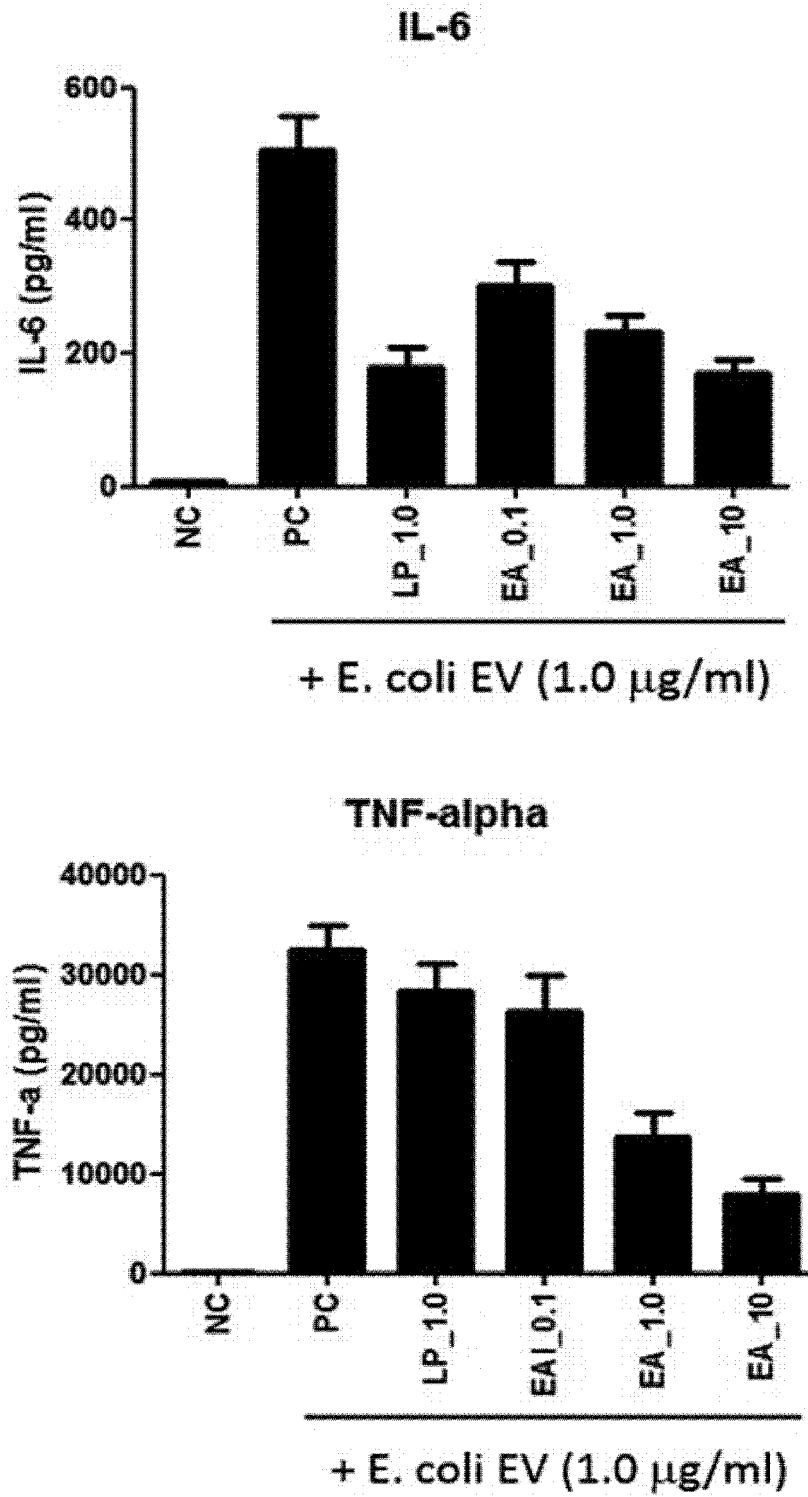 IL-6
600
400
200
0
IL-6 (pg/ml)
NC
PC
LP_1.0
EA_0.1
EA_1.0
EA_10
+ E. coli EV (1.0 μg/ml)
TNF-alpha
40000
30000
20000
10000
0
TNF-a (pg/ml)
NC
PC
LP_1.0
EAI_0.1
EA_1.0
EA_10
+ E. coli EV (1.0 μg/ml)